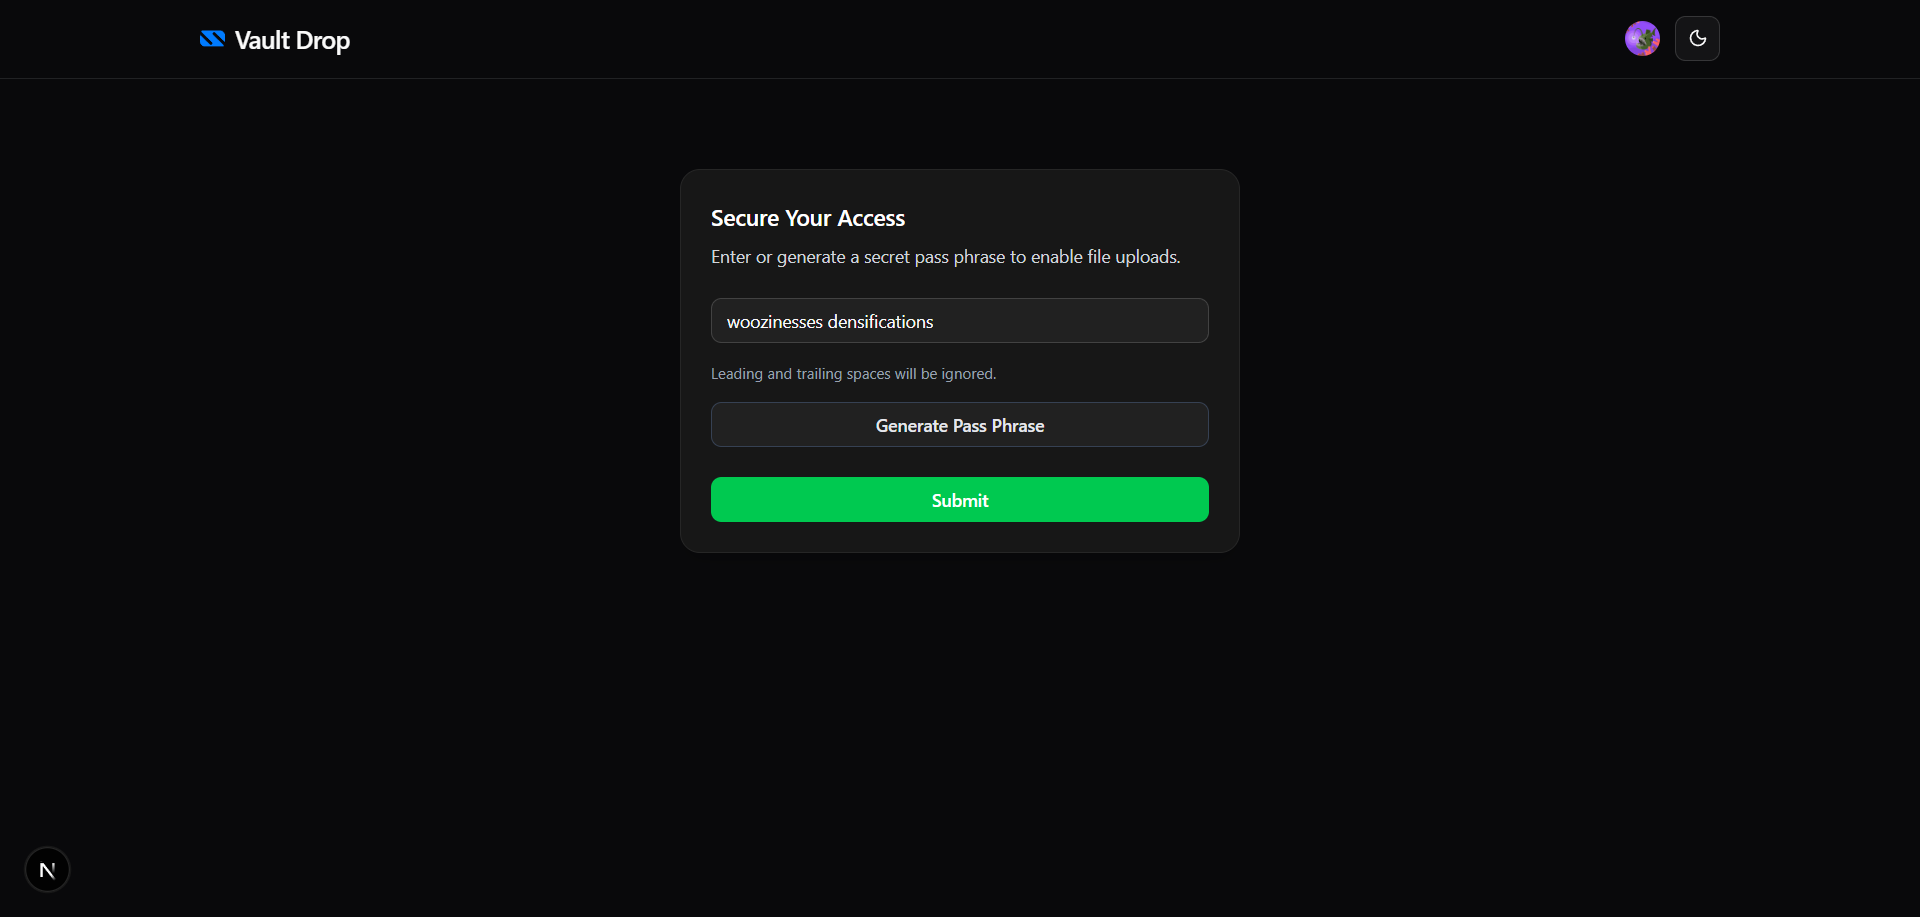 Vault Drop
Secure Your Access
Enter or generate a secret pass phrase to enable file uploads.
woozinesses densifications
Leading and trailing spaces will be ignored.
Generate Pass Phrase
Submit
N